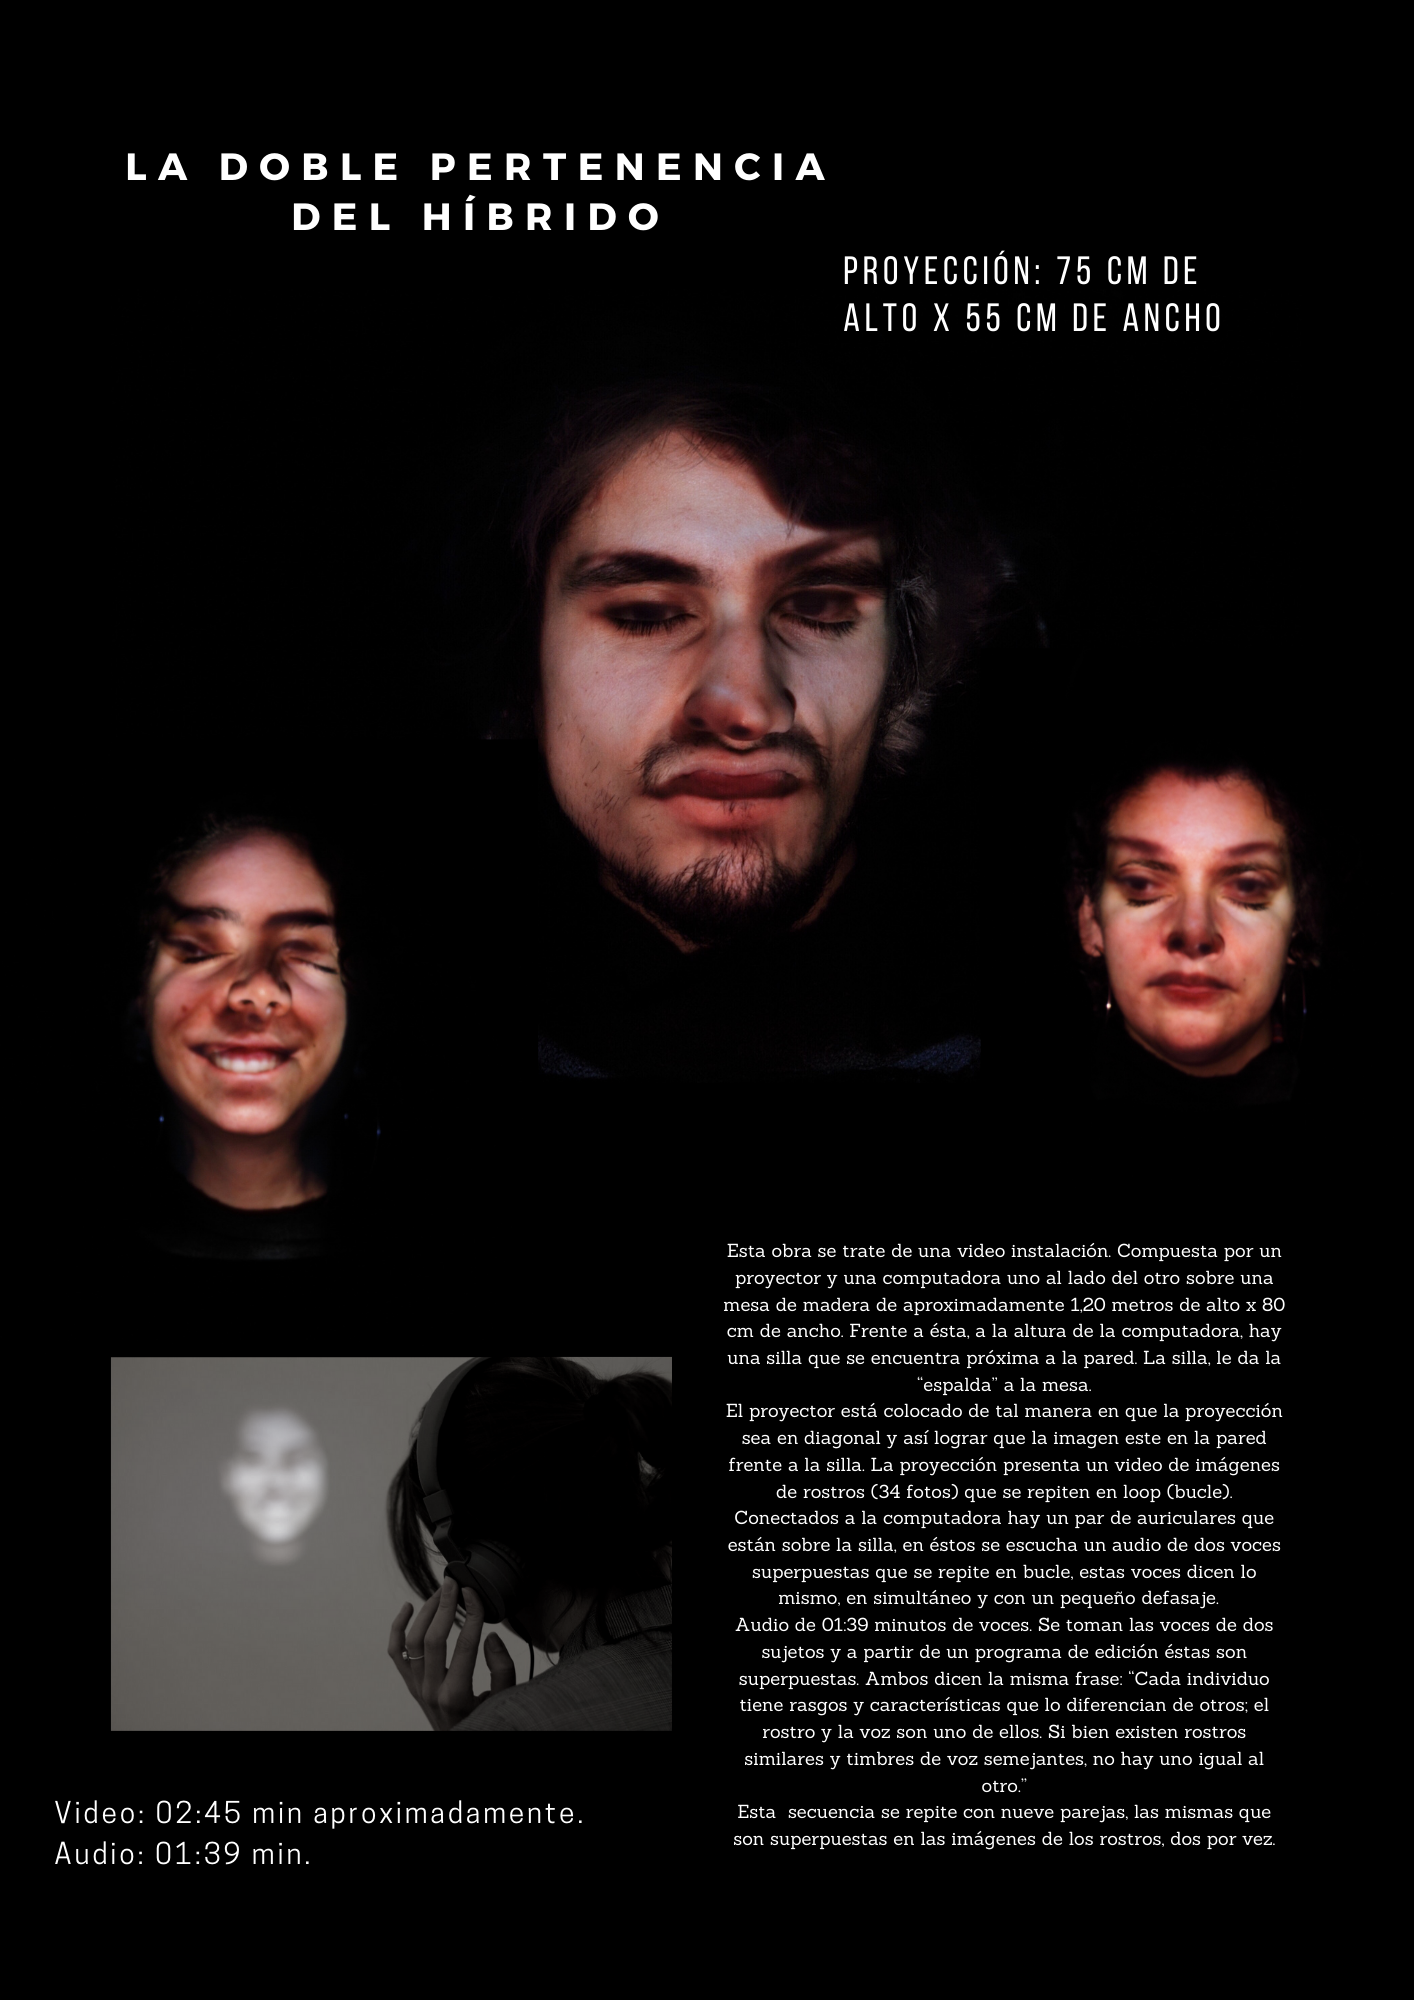 LA DOBLE PERTENENCIA
DEL HÍBRIDO
PROYECCIÓN: 75 CM DE
ALTO X 55 CM DE ANCHO
Esta obra se trate de una video instalación. Compuesta por un
proyector y una computadora uno al lado del otro sobre una
mesa de madera de aproximadamente 1,20 metros de alto x 80
cm de ancho. Frente a ésta, a la altura de la computadora, hay
una silla que se encuentra próxima a la pared. La silla, le da la
“espalda” a la mesa.
El proyector está colocado de tal manera en que la proyección
sea en diagonal y así lograr que la imagen este en la pared
frente a la silla. La proyección presenta un video de imágenes
de rostros (34 fotos) que se repiten en loop (bucle).
Conectados a la computadora hay un par de auriculares que
están sobre la silla, en éstos se escucha un audio de dos voces
superpuestas que se repite en bucle, estas voces dicen lo
mismo, en simultáneo y con un pequeño defasaje.
Audio de 01:39 minutos de voces. Se toman las voces de dos
sujetos y a partir de un programa de edición éstas son
superpuestas. Ambos dicen la misma frase: “Cada individuo
tiene rasgos y características que lo diferencian de otros; el
rostro y la voz son uno de ellos. Si bien existen rostros
similares y timbres de voz semejantes, no hay uno igual al
otro.”
Esta  secuencia se repite con nueve parejas, las mismas que
son superpuestas en las imágenes de los rostros, dos por vez.
Video: 02:45 min aproximadamente.
Audio: 01:39 min.